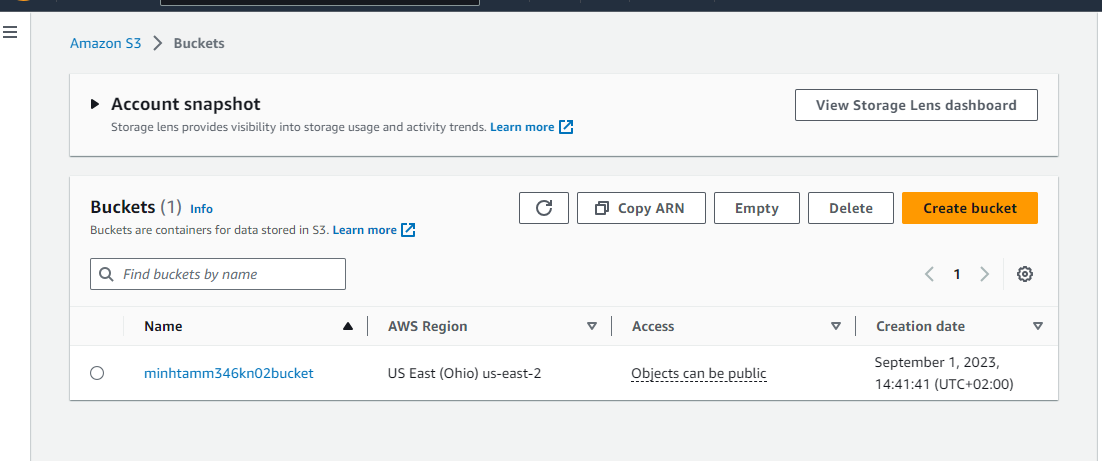 Amazon S3 > Buckets
Account snapshot
View Storage Lens dashboard
Storage lens provides visibility into storage usage and activity trends. Learn more
Buckets (1) Info
Copy ARN Empty Delete Create bucket
Buckets are containers for data stored in S3. Learn more
Find buckets by name
1
Name AWS Region Access Creation date
minhtamm346kn02bucket US East (Ohio) us-east-2 Objects can be public September 1, 2023,
14:41:41 (UTC+02:00)